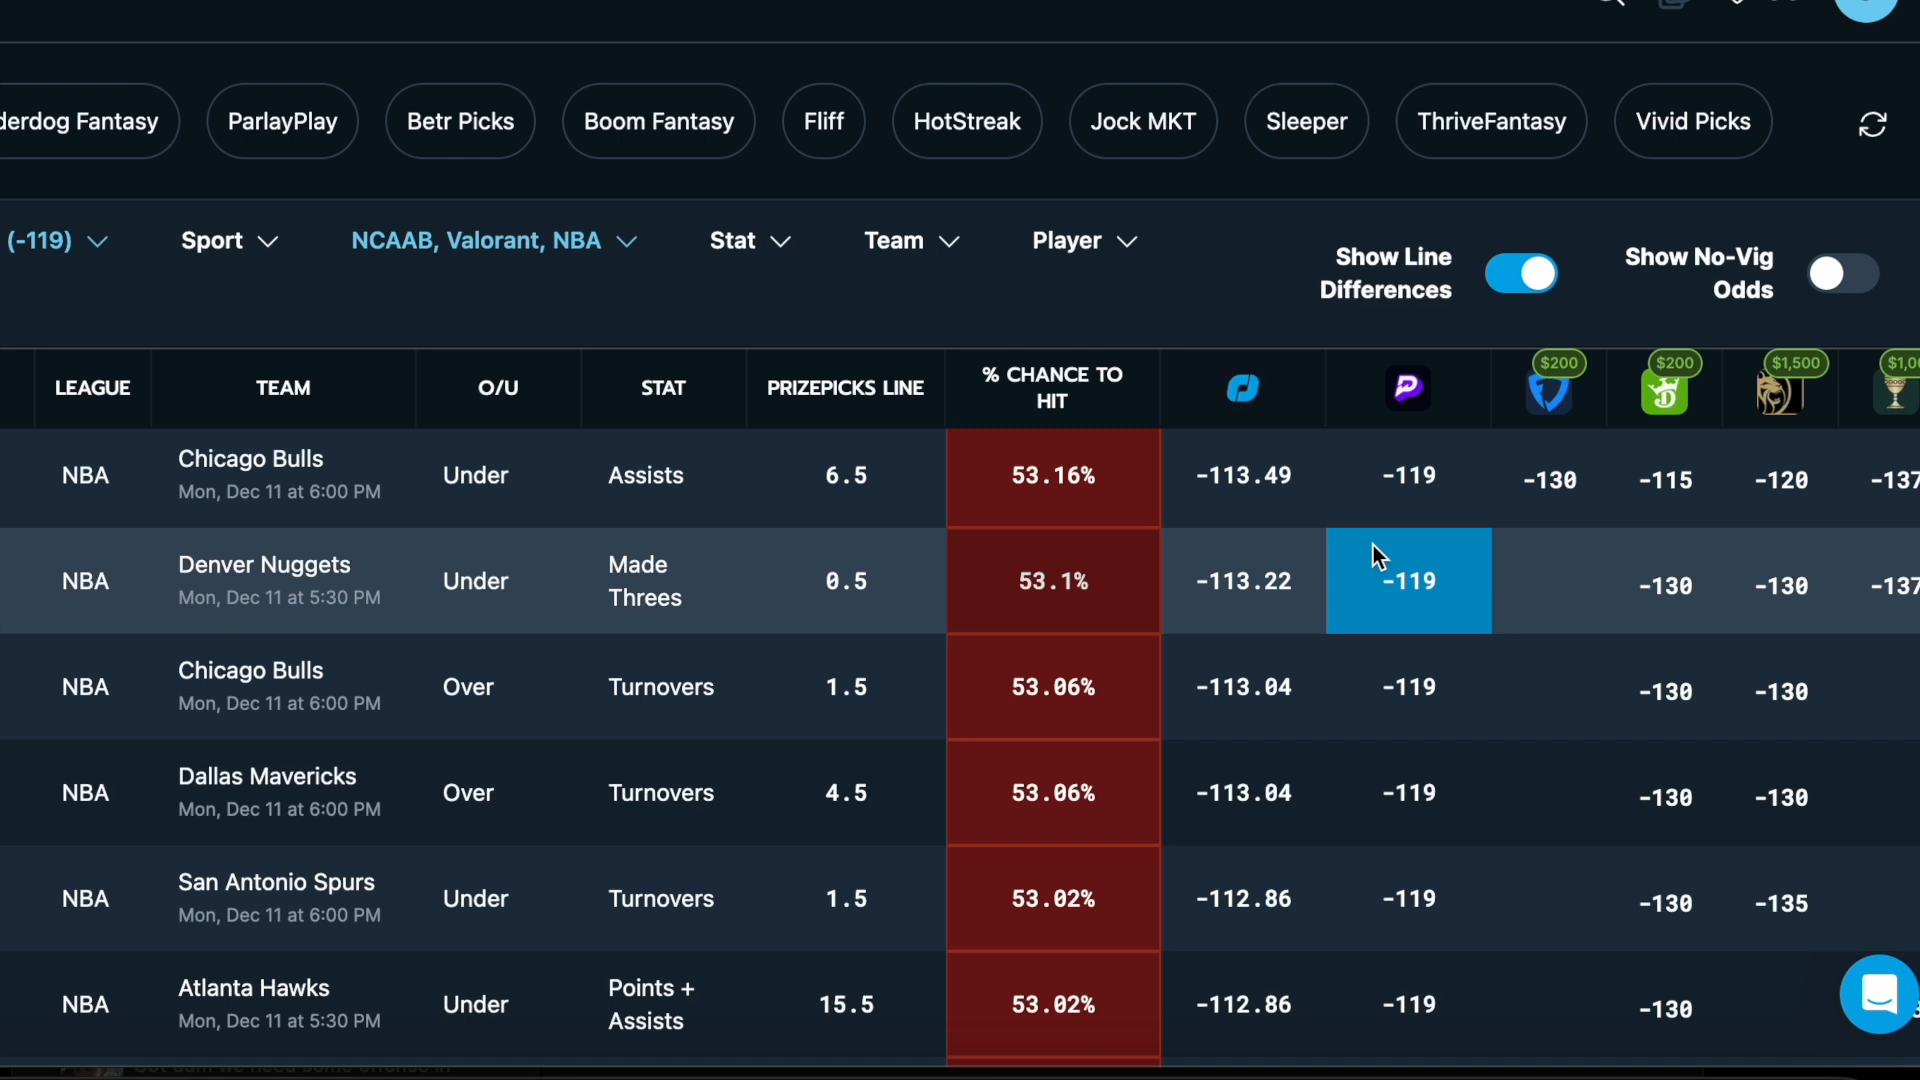 derdog Fantasy ParlayPlay Betr Picks Boom Fantasy Fliff HotStreak Jock MKT Sleeper ThriveFantasy Vivid Picks
(-119) Sport NCAAB, Valorant, NBA Stat Team Player
Show Line
Differences
Show No-Vig
Odds
LEAGUE TEAM O/U STAT PRIZEPICKS LINE % CHANCE TO
HIT
$200 $200 $1,500
NBA Chicago Bulls Under Assists 6.5 53.16% -113.49 -119 -130 -115 -120 -137
Mon, Dec 11 at 6:00 PM
NBA Denver Nuggets Under Made
Threes 0.5 53.1% -113.22 -119 -130 -130 -137
Mon, Dec 11 at 5:30 PM
NBA Chicago Bulls Over Turnovers 1.5 53.06% -113.04 -119 -130 -130
Mon, Dec 11 at 6:00 PM
NBA Dallas Mavericks Over Turnovers 4.5 53.06% -113.04 -119 -130 -130
Mon, Dec 11 at 6:00 PM
NBA San Antonio Spurs Under Turnovers 1.5 53.02% -112.86 -119 -130 -135
Mon, Dec 11 at 6:00 PM
NBA Atlanta Hawks Under Points +
Assists 15.5 53.02% -112.86 -119 -130
Mon, Dec 11 at 5:30 PM